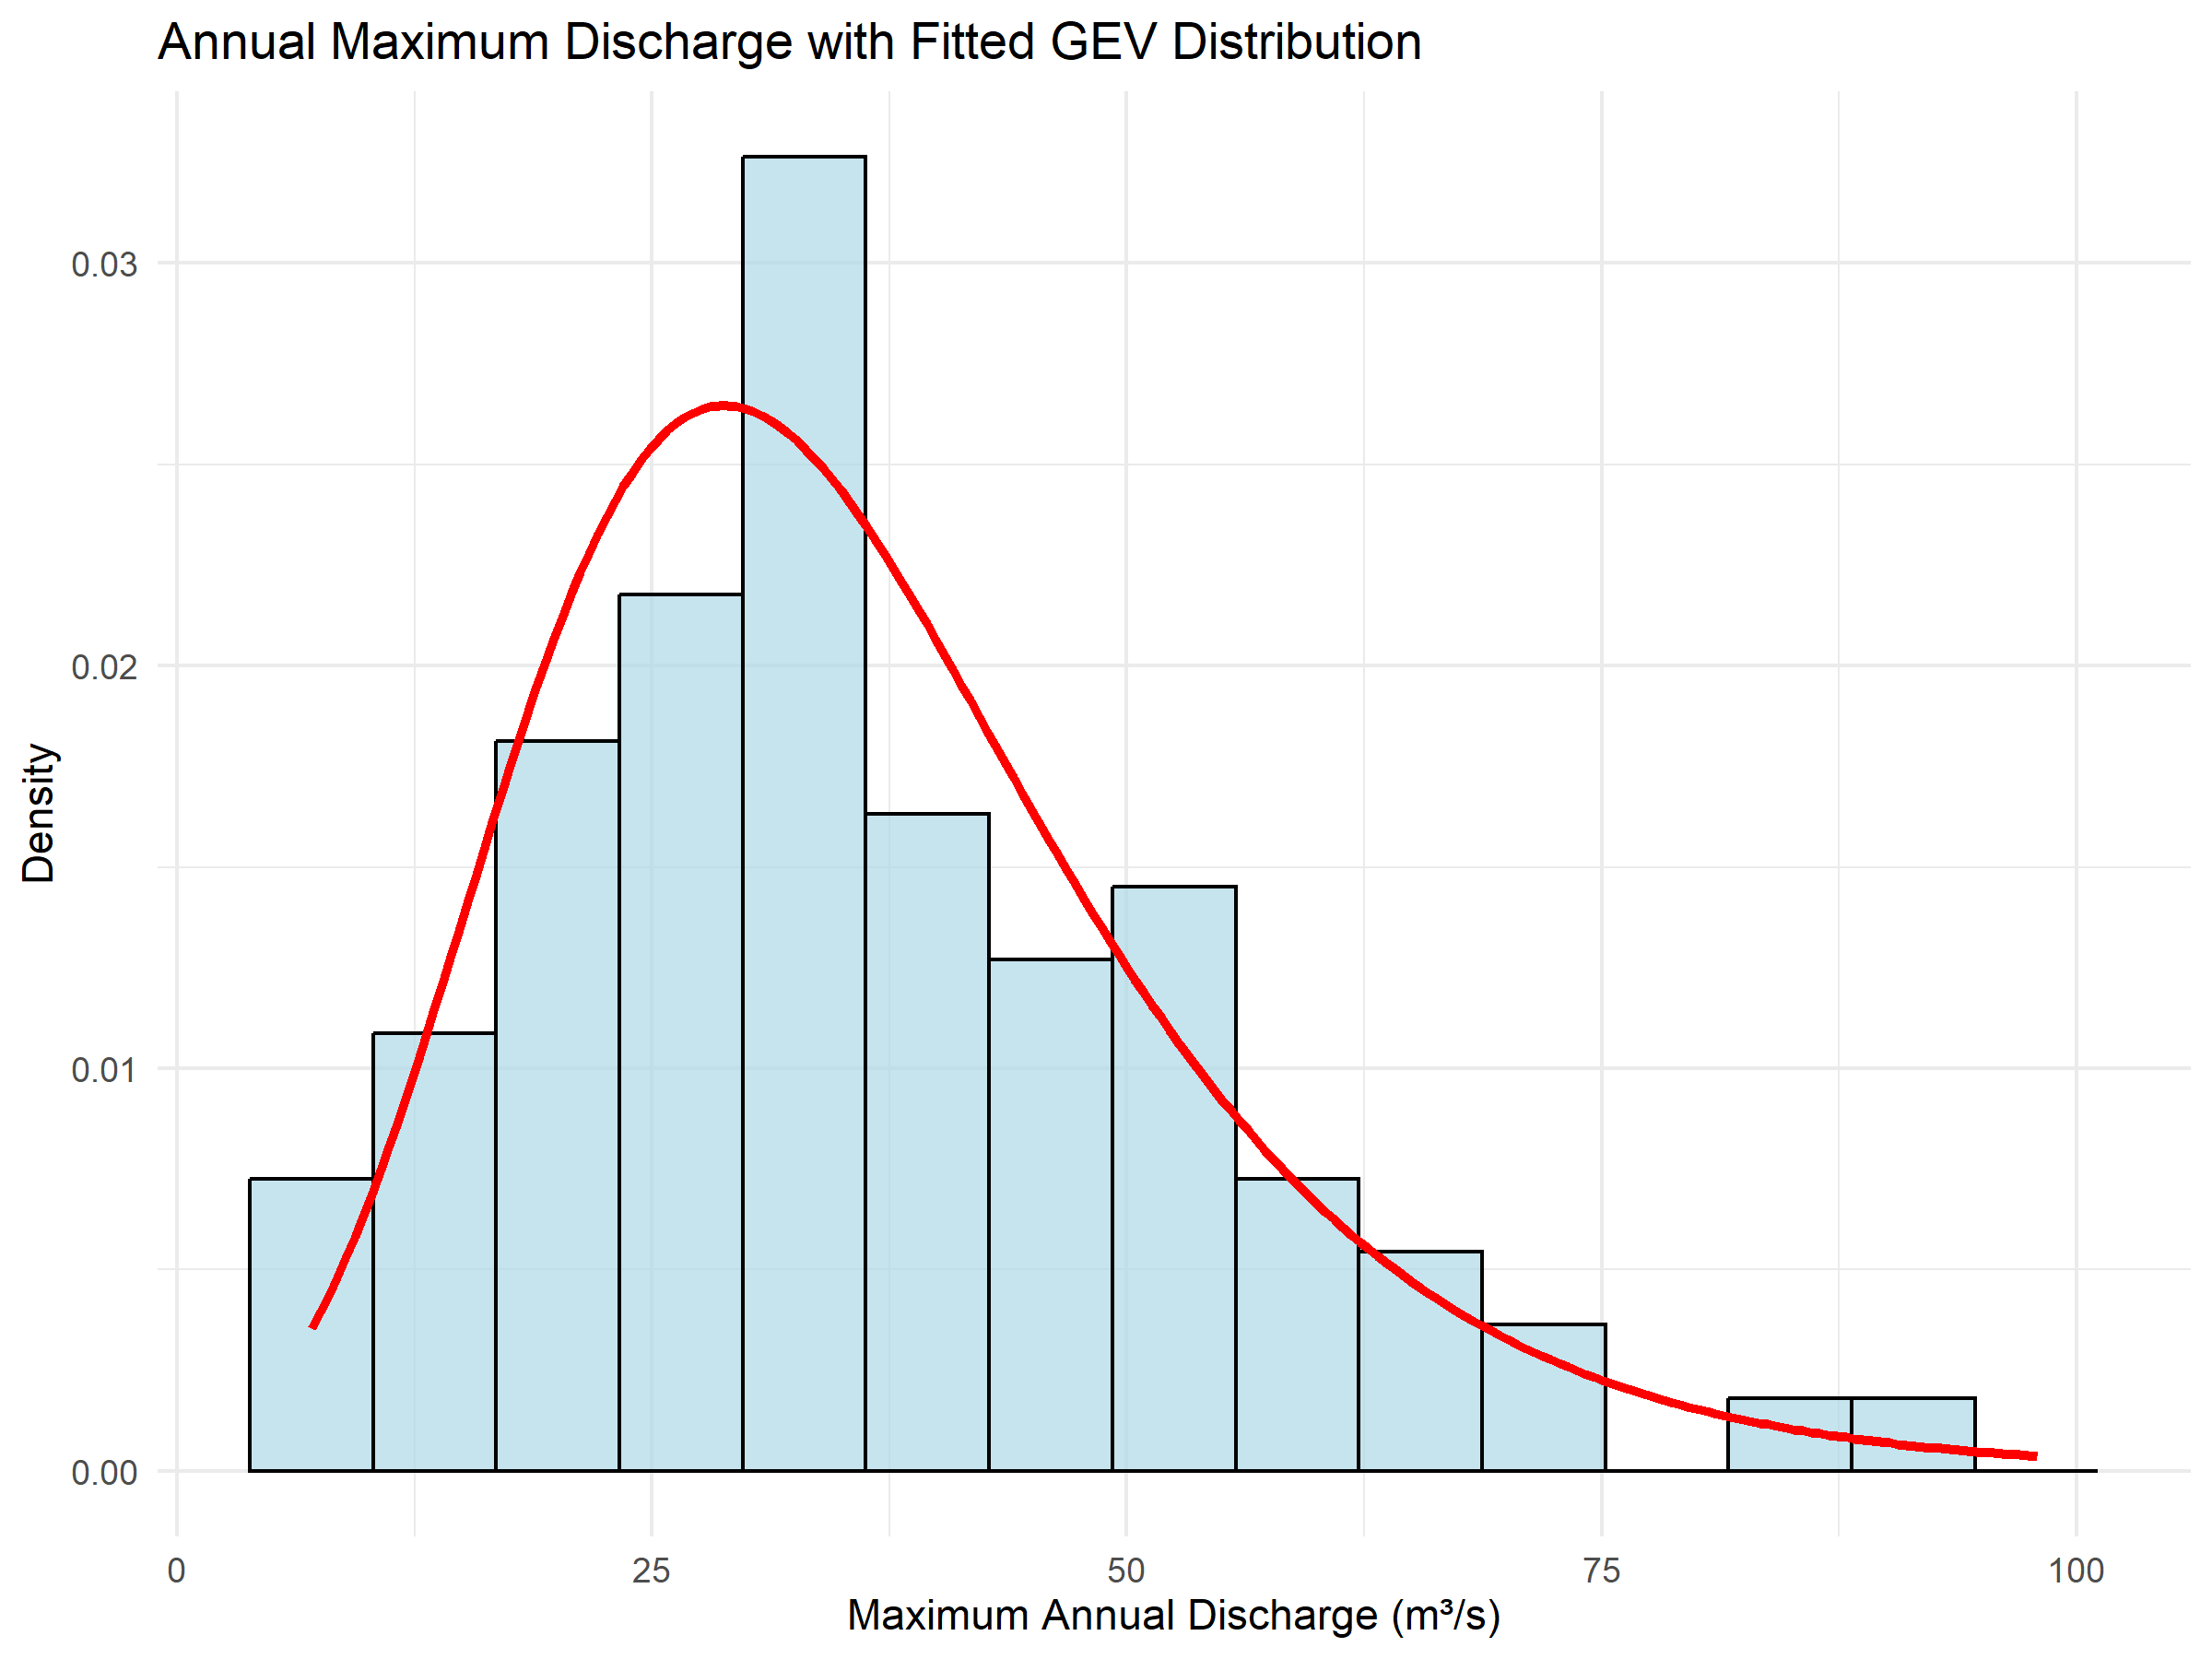 Annual Maximum Discharge with Fitted GEV Distribution
Density
0.03
0.02
0.01
0.00
0 25 50 75 100
Maximum Annual Discharge (m³/s)